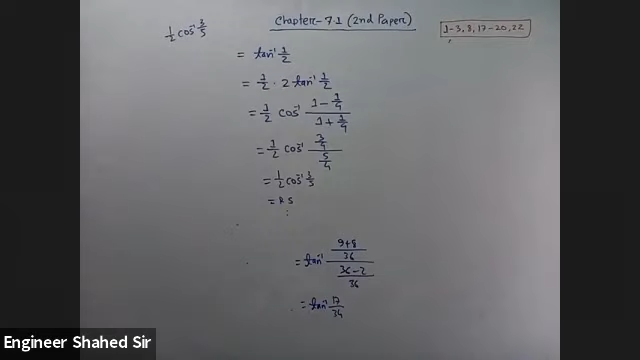 Chapter-7.1 (2nd Paper)
1-3, 8, 17-20, 22
1/2 cos⁻¹ 3/5
= tan⁻¹ 1/2
= 1/2 · 2 tan⁻¹ 1/2
= 1/2 cos⁻¹ (1 - 1/4)/(1 + 1/4)
= 1/2 cos⁻¹ (3/4)/(5/4)
= 1/2 cos⁻¹ 3/5
= R S
= tan⁻¹ ((9+8)/36)/((36-2)/36)
= tan⁻¹ 17/34
Engineer Shahed Sir